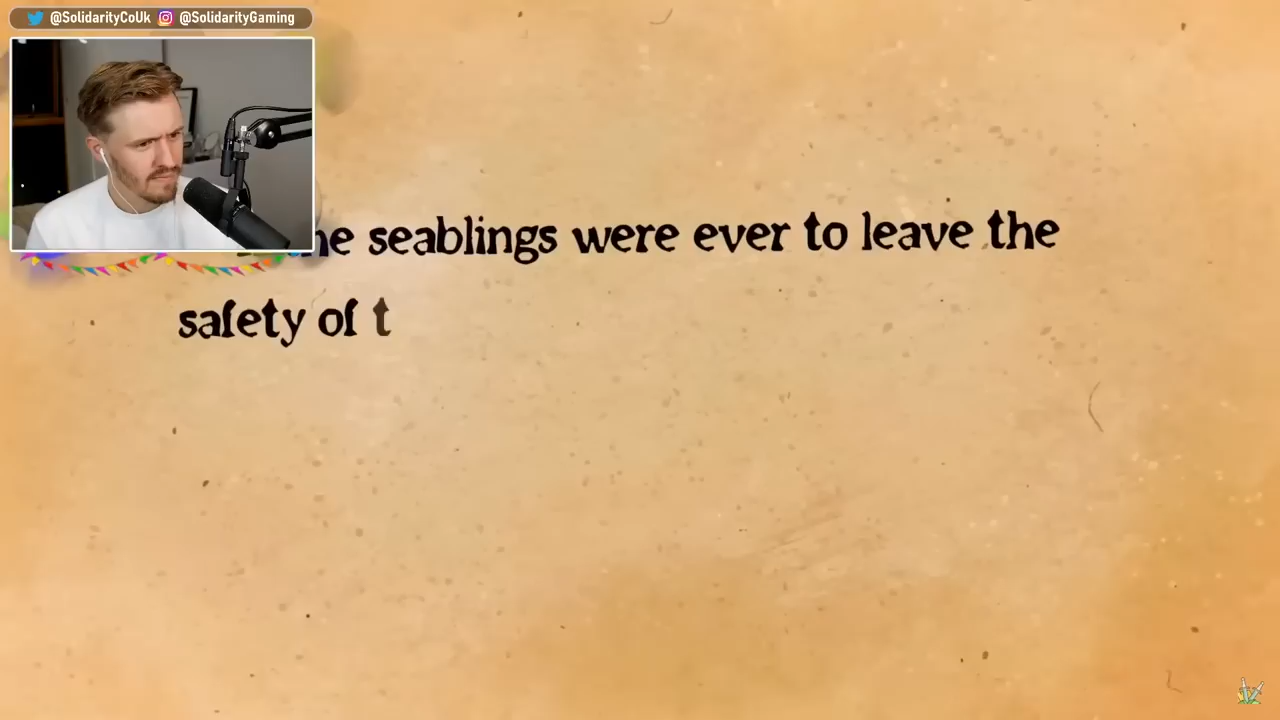 @SolidarityCoUk @SolidarityGaming
he seablings were ever to leave the
safety of t